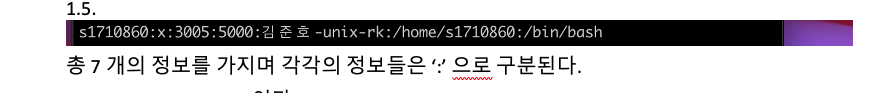 1.5.
s1710860:x:3005:5000:김준호-unix-rk:/home/s1710860:/bin/bash
총 7 개의 정보를 가지며 각각의 정보들은 ‘:’ 으로 구분된다.